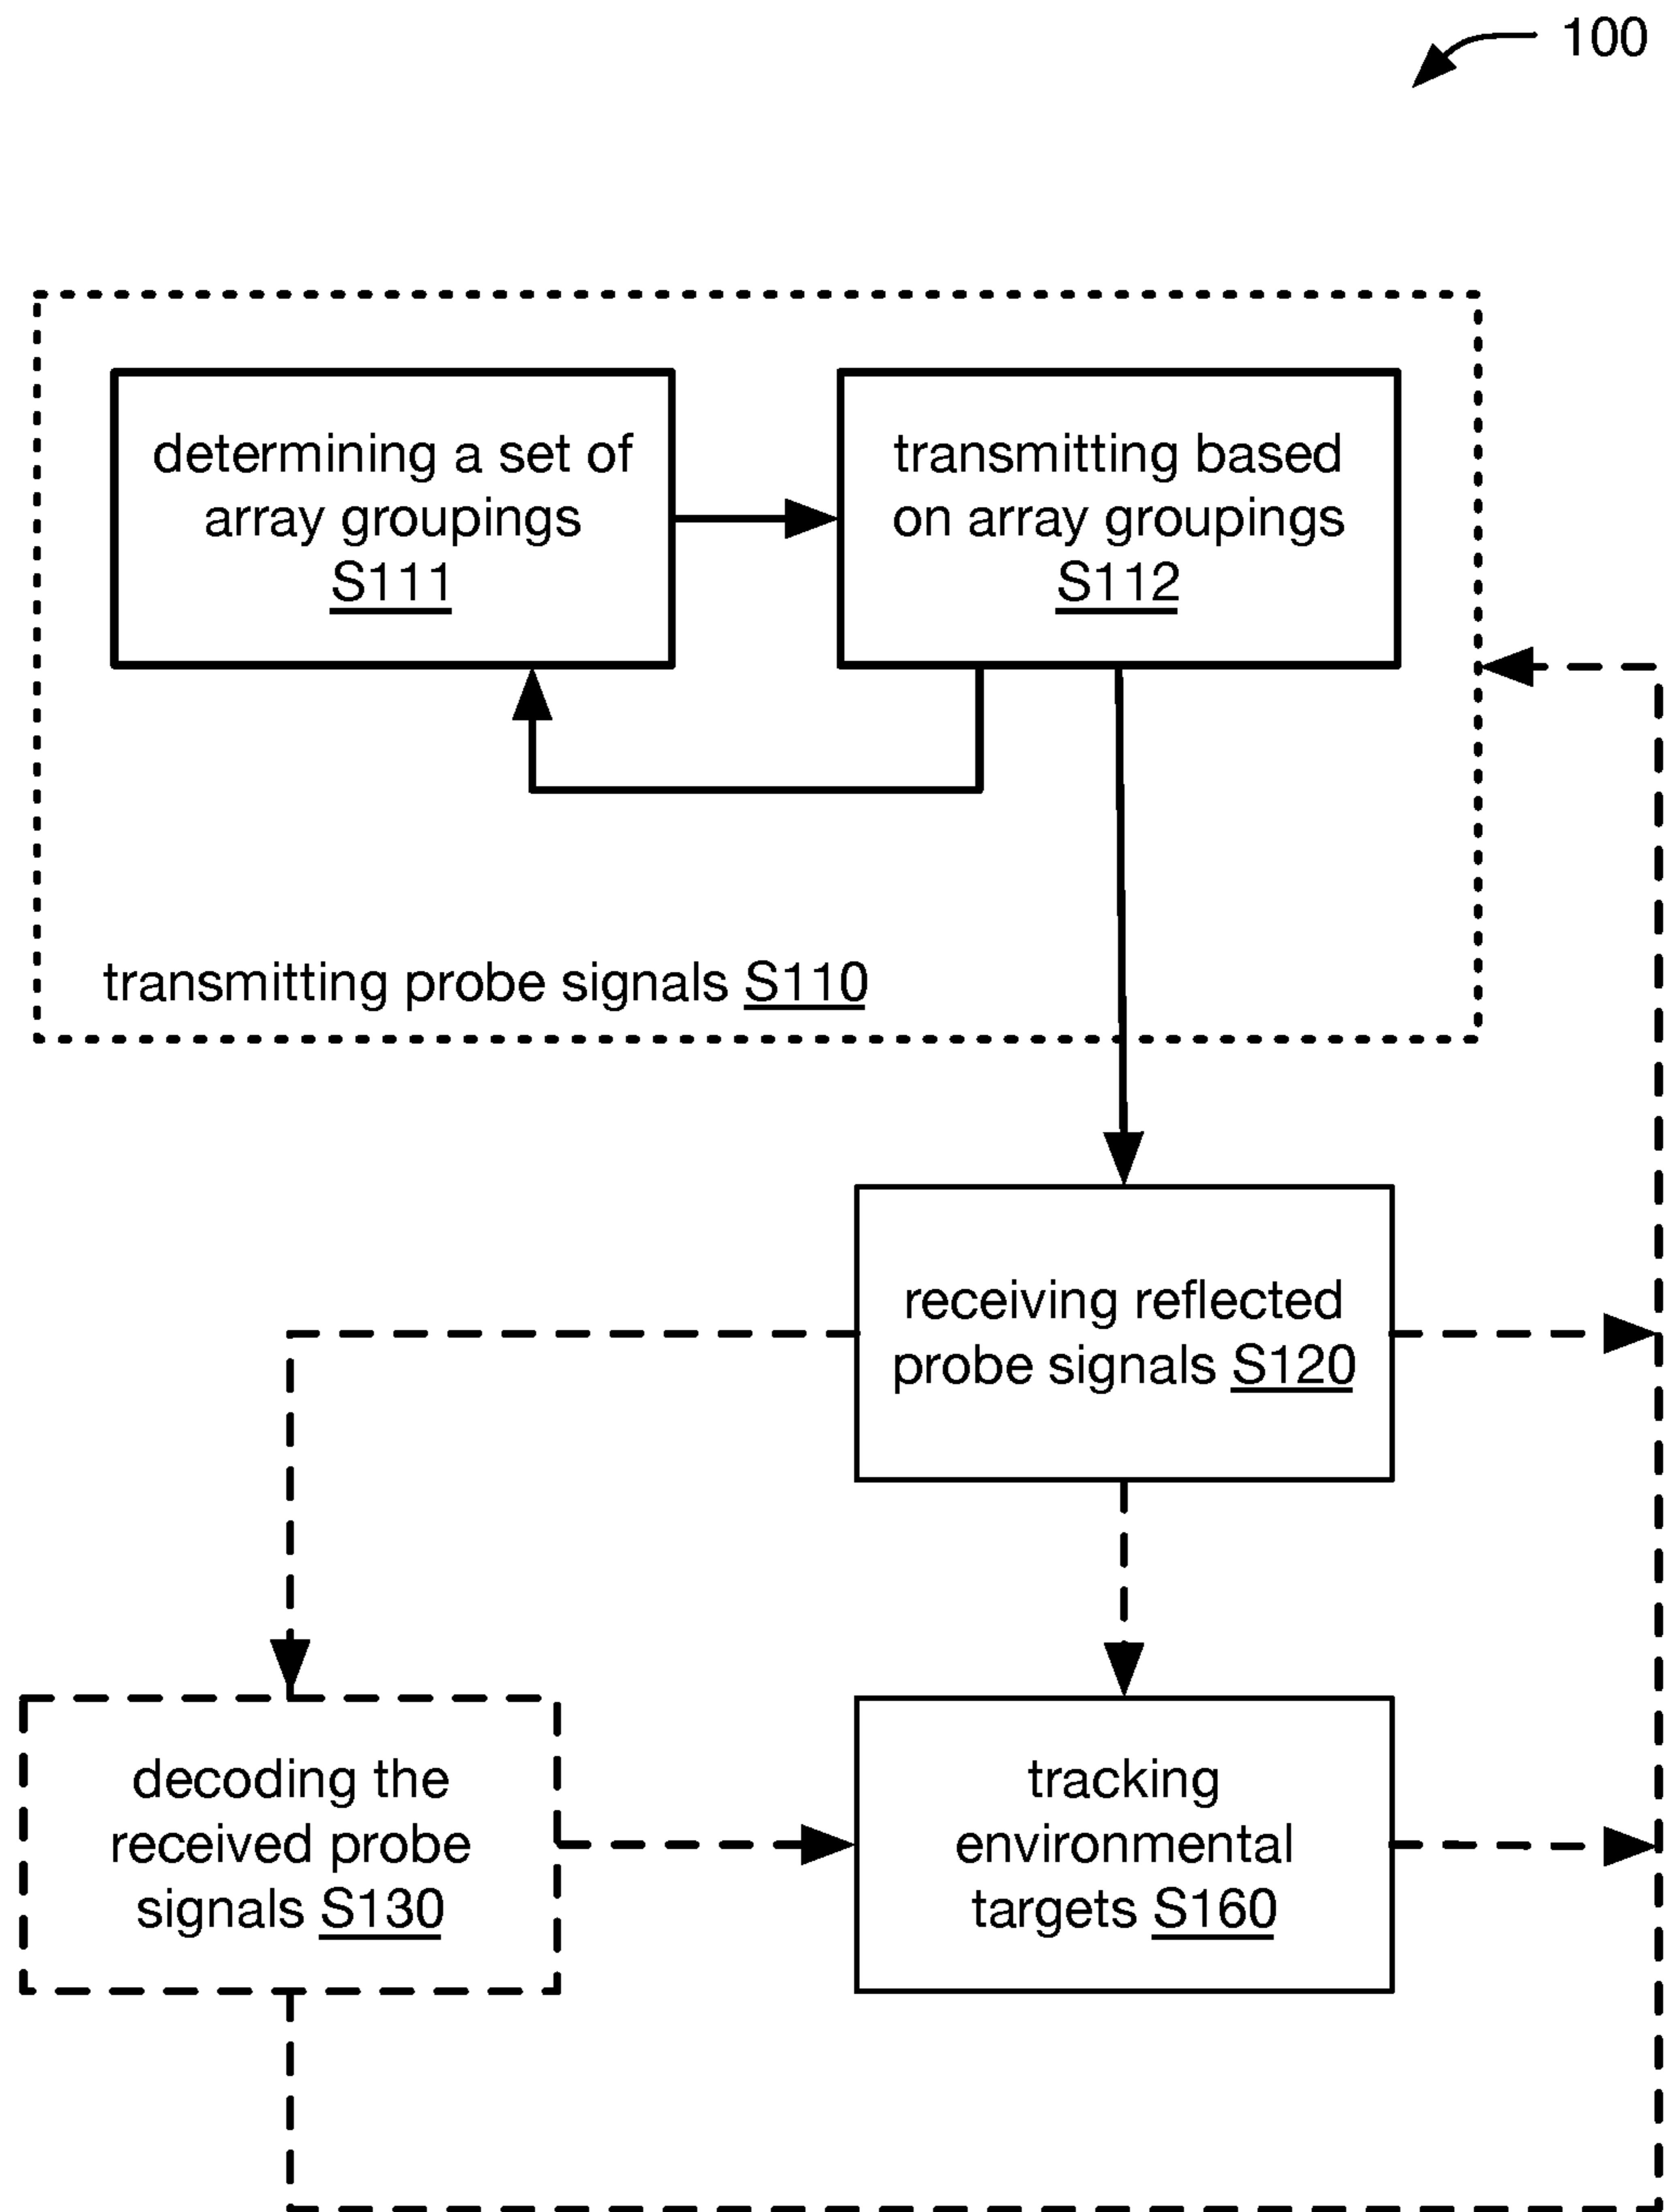 100
determining a set of
array groupings
S111
transmitting based
on array groupings
S112
transmitting probe signals S110
receiving reflected
probe signals S120
decoding the
received probe
signals S130
tracking
environmental
targets S160